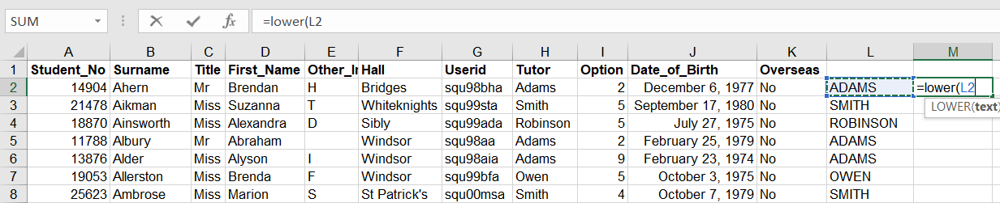 SUM fx =lower(L2
A B C D E F G H I J K L M
1 Student_No Surname Title First_Name Other_In Hall Userid Tutor Option Date_of_Birth Overseas
2 14904 Ahern Mr Brendan H Bridges squ98bha Adams 2 December 6, 1977 No ADAMS =lower(L2
3 21478 Aikman Miss Suzanna T Whiteknights squ99sta Smith 5 September 17, 1980 No SMITH LOWER(text)
4 18870 Ainsworth Miss Alexandra D Sibly squ99ada Robinson 5 July 27, 1975 No ROBINSON
5 11788 Albury Mr Abraham Windsor squ98aa Adams 2 February 25, 1979 No ADAMS
6 13876 Alder Miss Alyson I Windsor squ98aia Adams 9 February 23, 1974 No ADAMS
7 19053 Allerston Miss Brenda F Windsor squ99bfa Owen 5 October 3, 1975 No OWEN
8 25623 Ambrose Miss Marion S St Patrick's squ00msa Smith 4 October 7, 1979 No SMITH